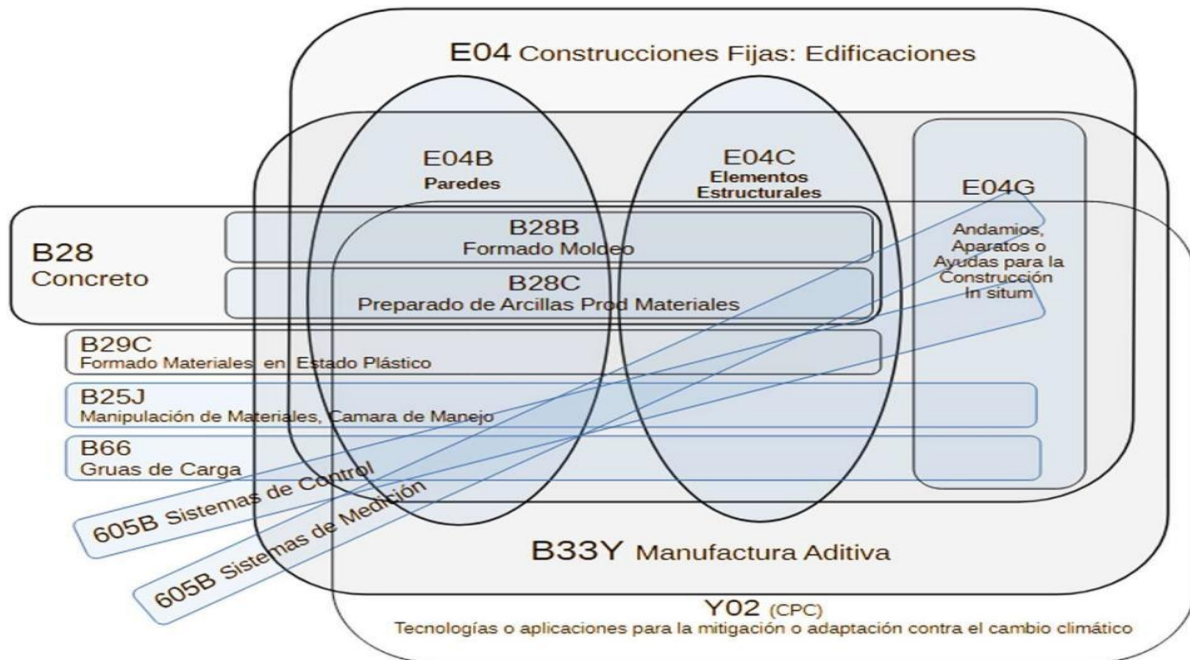 E04 Construcciones Fijas: Edificaciones
E04B
Paredes
E04C
Elementos
Estructurales
E04G
Andamios,
Aparatos o
Ayudas para la
Construcción
In situm
B28
Concreto
B28B
Formado Moldeo
B28C
Preparado de Arcillas Prod Materiales
B29C
Formado Materiales en Estado Plástico
B25J
Manipulación de Materiales, Camara de Manejo
B66
Gruas de Carga
605B Sistemas de Control
605B Sistemas de Medición
B33Y Manufactura Aditiva
Y02 (CPC)
Tecnologías o aplicaciones para la mitigación o adaptación contra el cambio climático